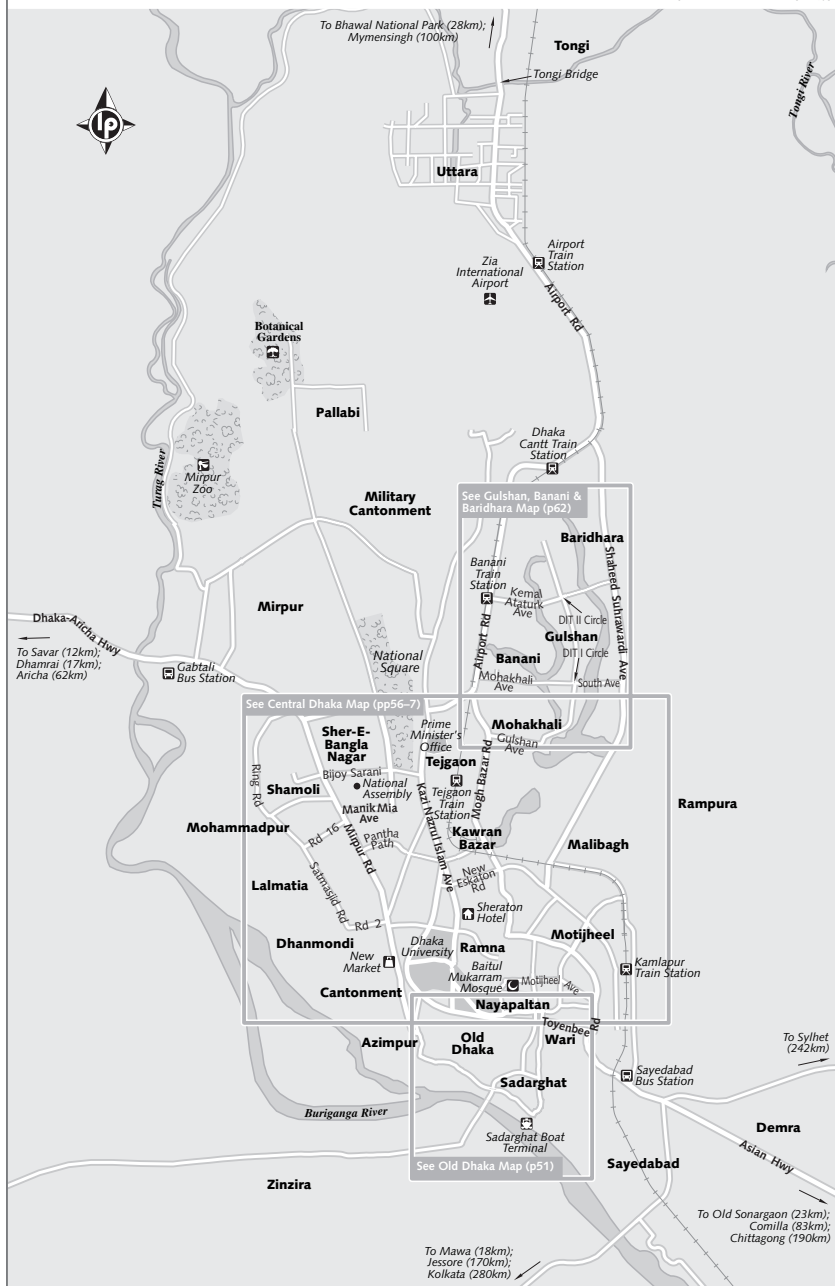 To Bhawal National Park (28km);
Mymensingh (100km)
Tongi
Tongi Bridge
Tongi River
lp
Uttara
Airport
Train
Station
Zia
International
Airport
Airport Rd
Botanical
Gardens
Pallabi
Dhaka
Cantt Train
Station
Mirpur
Zoo
Turag River
Military
Cantonment
See Gulshan, Banani &
Baridhara Map (p62)
Baridhara
Shaheed Suhrawardi Ave
Banani
Train
Station
Kemal
Ataturk
Ave
Mirpur
DIT II Circle
Gulshan
Dhaka-Aricha Hwy
Airport Rd
DIT I Circle
National
Square
Banani
To Savar (12km);
Dhamrai (17km);
Aricha (62km)
Gabtali
Bus Station
Mohakhali
Ave
South Ave
See Central Dhaka Map (pp56–7)
Prime
Minister's
Office
Mohakhali
Gulshan
Ave
Sher-E-
Bangla
Nagar
Tejgaon
Bijoy Sarani
Ring Rd
Shamoli
National
Assembly
Tejgaon
Train
Station
Mogh Bazar Rd
Rampura
Manik Mia
Ave
Kazi Nazrul Islam Ave
Mohammadpur
Rd 16
Mirpur Rd
Pantha
Path
Kawran
Bazar
Malibagh
New
Eskaton
Rd
Lalmatia
Satmasjid Rd
Sheraton
Hotel
Rd 2
Motijheel
Dhanmondi
Dhaka
University
Ramna
New
Market
Baitul
Mukarram
Mosque
Motijheel Ave
Kamlapur
Train Station
Cantonment
Nayapaltan
Toyenbee Rd
Azimpur
Old
Dhaka
Wari
To Sylhet
(242km)
Sadarghat
Sayedabad
Bus Station
Buriganga River
Demra
Sadarghat Boat
Terminal
Asian Hwy
See Old Dhaka Map (p51)
Sayedabad
Zinzira
To Old Sonargaon (23km);
Comilla (83km);
Chittagong (190km)
To Mawa (18km);
Jessore (170km);
Kolkata (280km)